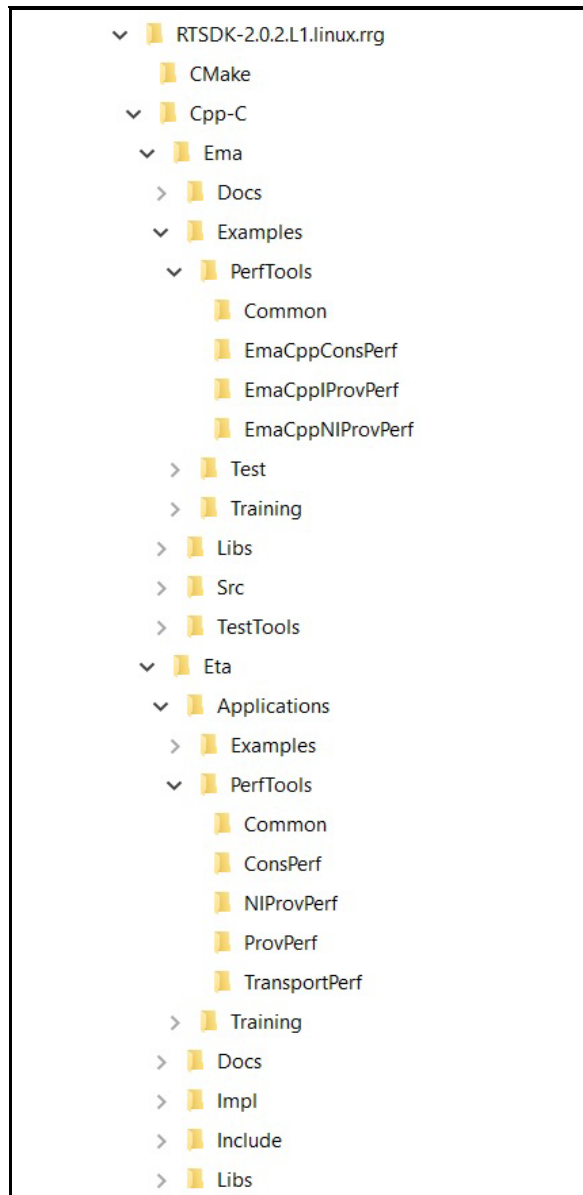 RTSDK-2.0.2.L1.linux.rrg
CMake
Cpp-C
Ema
Docs
Examples
PerfTools
Common
EmaCppConsPerf
EmaCppIProvPerf
EmaCppNIProvPerf
Test
Training
Libs
Src
TestTools
Eta
Applications
Examples
PerfTools
Common
ConsPerf
NIProvPerf
ProvPerf
TransportPerf
Training
Docs
Impl
Include
Libs